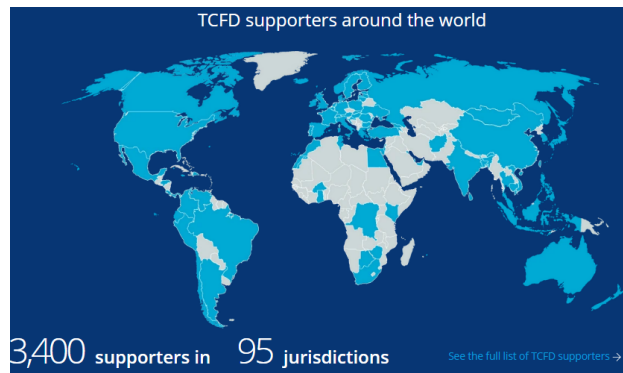 TCFD supporters around the world
3,400 supporters in 95 jurisdictions
See the full list of TCFD supporters →